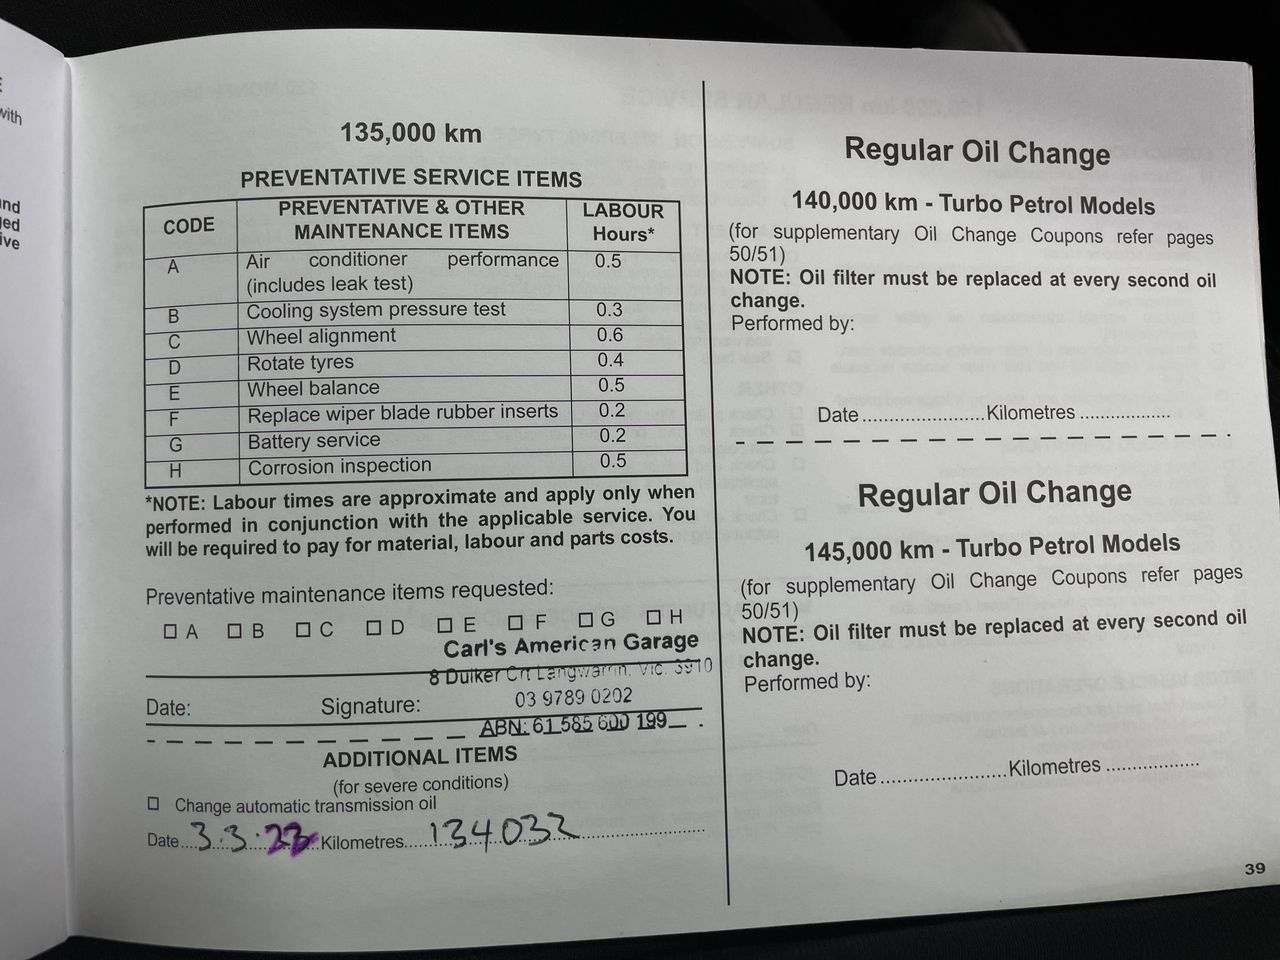 with
and
ive
135,000 km
PREVENTATIVE SERVICE ITEMS
CODE PREVENTATIVE & OTHER MAINTENANCE ITEMS LABOUR Hours*
A Air conditioner performance (includes leak test) 0.5
B Cooling system pressure test 0.3
C Wheel alignment 0.6
D Rotate tyres 0.4
E Wheel balance 0.5
F Replace wiper blade rubber inserts 0.2
G Battery service 0.2
H Corrosion inspection 0.5
*NOTE: Labour times are approximate and apply only when
performed in conjunction with the applicable service. You
will be required to pay for material, labour and parts costs.
Preventative maintenance items requested:
A B C D E F G H
Carl's American Garage
8 Duiker Crt Langwarrin. Vic. 3910
Date: Signature: 03 9789 0202
ABN: 61 585 600 199
ADDITIONAL ITEMS
(for severe conditions)
Change automatic transmission oil
Date....3.3.23 Kilometres....134032
Regular Oil Change
140,000 km - Turbo Petrol Models
(for supplementary Oil Change Coupons refer pages
50/51)
NOTE: Oil filter must be replaced at every second oil
change.
Performed by:
Date.......................Kilometres..................
Regular Oil Change
145,000 km - Turbo Petrol Models
(for supplementary Oil Change Coupons refer pages
50/51)
NOTE: Oil filter must be replaced at every second oil
change.
Performed by:
Date.......................Kilometres..................
39